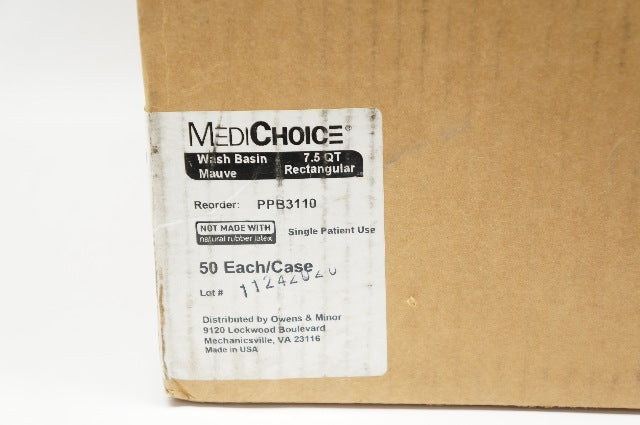 MEDICHOICE®
Wash Basin 7.5 QT
Mauve Rectangular
Reorder: PPB3110
NOT MADE WITH
natural rubber latex
Single Patient Use
50 Each/Case
Lot # 11242020
Distributed by Owens & Minor
9120 Lockwood Boulevard
Mechanicsville, VA 23116
Made in USA